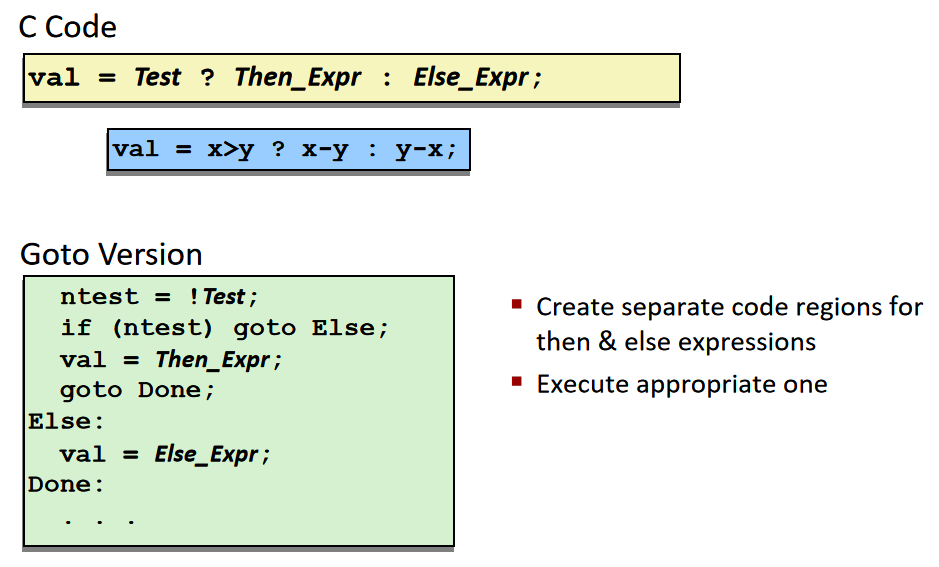 C Code
val = Test ? Then_Expr : Else_Expr;
val = x>y ? x-y : y-x;
Goto Version
ntest = !Test;
if (ntest) goto Else;
val = Then_Expr;
goto Done;
Else:
val = Else_Expr;
Done:
. . .
Create separate code regions for
then & else expressions
Execute appropriate one